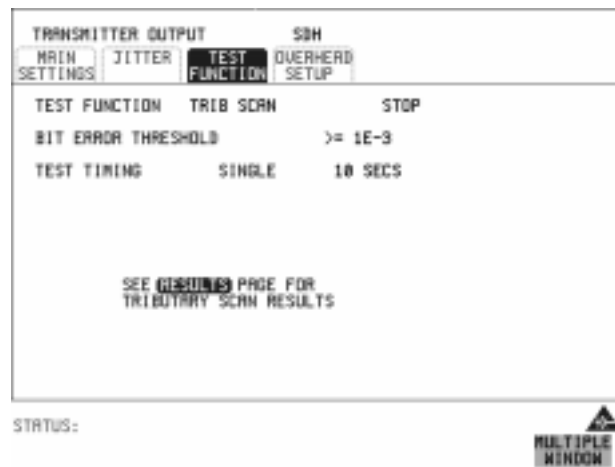 TRANSMITTER OUTPUT SDH
MAIN SETTINGS JITTER TEST FUNCTION OVERHEAD SETUP
TEST FUNCTION TRIB SCAN STOP
BIT ERROR THRESHOLD >= 1E-3
TEST TIMING SINGLE 10 SECS
SEE RESULTS PAGE FOR
TRIBUTARY SCAN RESULTS
STATUS:
MULTIPLE
WINDOW